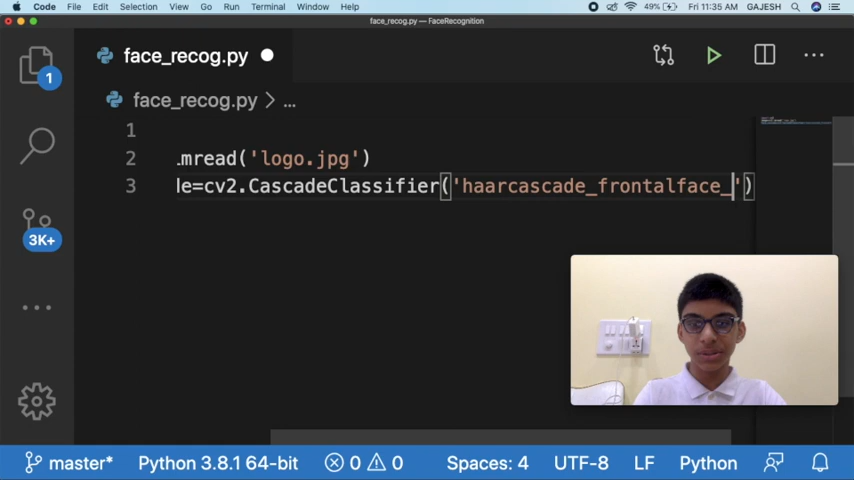 Code File Edit Selection View Go Run Terminal Window Help 49% Fri 11:35 AM GAJESH
face_recog.py — FaceRecognition
face_recog.py
face_recog.py > ...
1
1
2 .mread('logo.jpg')
3 le=cv2.CascadeClassifier('haarcascade_frontalface_')
3K+
master* Python 3.8.1 64-bit 0 0 Spaces: 4 UTF-8 LF Python